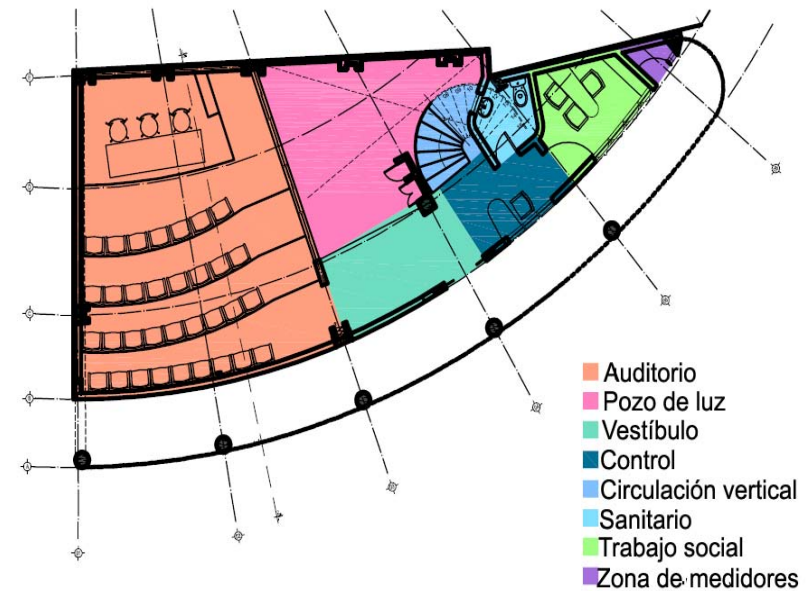 Auditorio
Pozo de luz
Vestíbulo
Control
Circulación vertical
Sanitario
Trabajo social
Zona de medidores